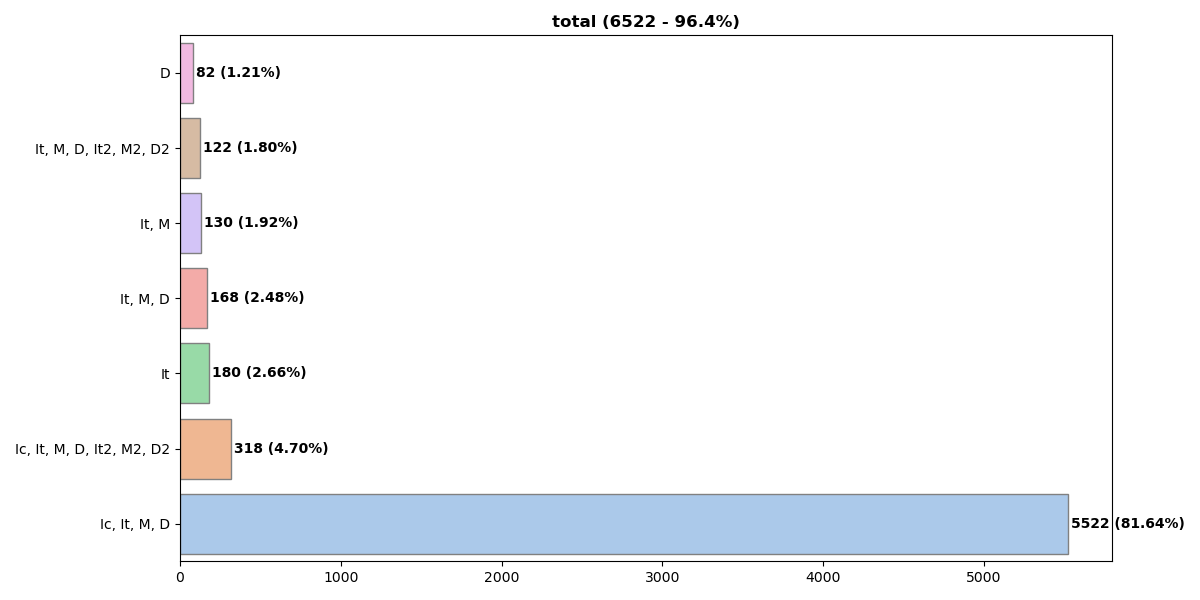 total (6522 - 96.4%)
D
82 (1.21%)
It, M, D, It2, M2, D2
122 (1.80%)
It, M
130 (1.92%)
It, M, D
168 (2.48%)
It
180 (2.66%)
Ic, It, M, D, It2, M2, D2
318 (4.70%)
Ic, It, M, D
5522 (81.64%)
0 1000 2000 3000 4000 5000